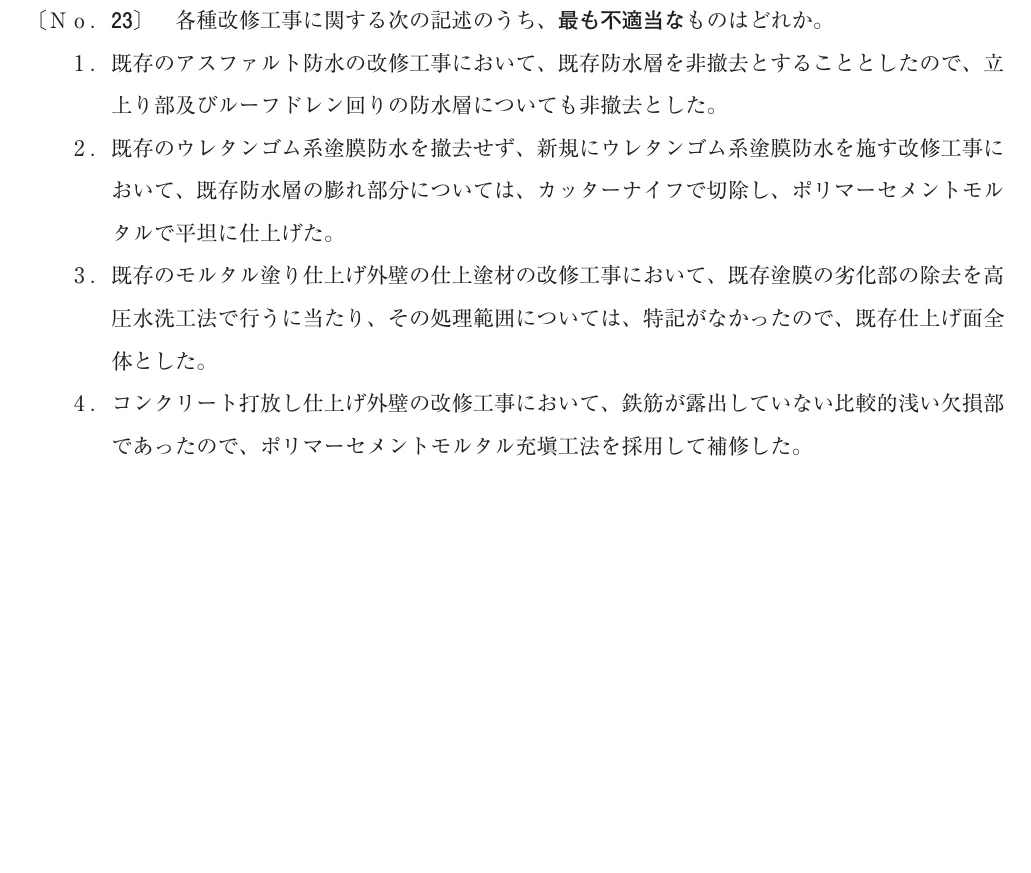 〔Ｎｏ．23〕　各種改修工事に関する次の記述のうち、最も不適当なものはどれか。
１．既存のアスファルト防水の改修工事において、既存防水層を非撤去とすることとしたので、立
上り部及びルーフドレン回りの防水層についても非撤去とした。
２．既存のウレタンゴム系塗膜防水を撤去せず、新規にウレタンゴム系塗膜防水を施す改修工事に
おいて、既存防水層の膨れ部分については、カッターナイフで切除し、ポリマーセメントモル
タルで平坦に仕上げた。
３．既存のモルタル塗り仕上げ外壁の仕上塗材の改修工事において、既存塗膜の劣化部の除去を高
圧水洗工法で行うに当たり、その処理範囲については、特記がなかったので、既存仕上げ面全
体とした。
４．コンクリート打放し仕上げ外壁の改修工事において、鉄筋が露出していない比較的浅い欠損部
であったので、ポリマーセメントモルタル充塡工法を採用して補修した。